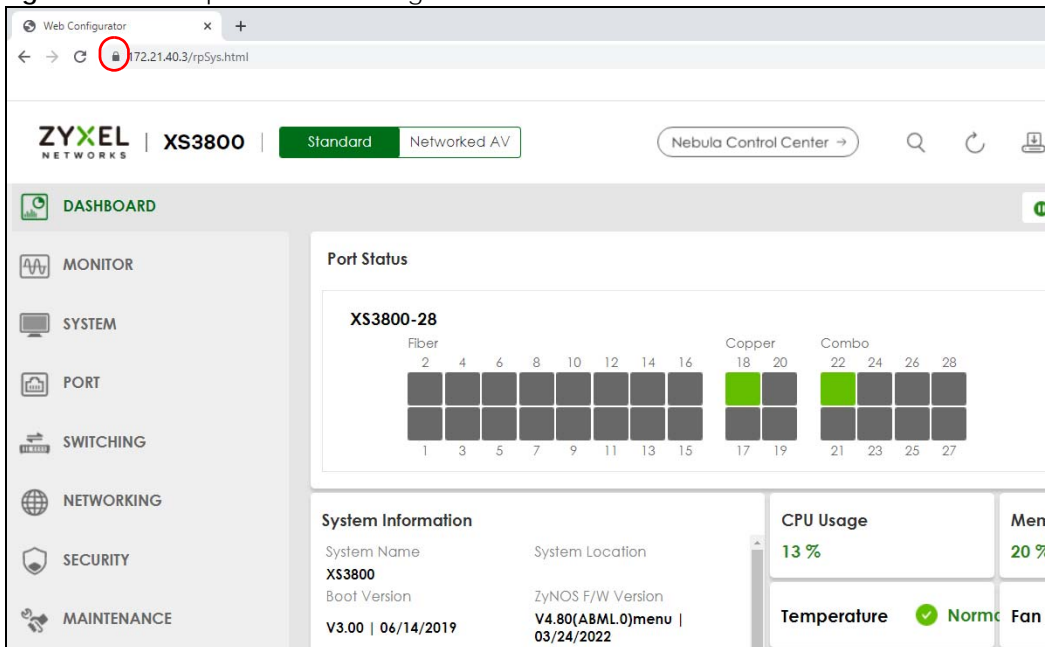 Web Configurator × +
172.21.40.3/rpSys.html
ZYXEL NETWORKS | XS3800 | Standard Networked AV Nebula Control Center →
DASHBOARD
MONITOR
SYSTEM
PORT
SWITCHING
NETWORKING
SECURITY
MAINTENANCE
Port Status
XS3800-28
Fiber Copper Combo
2 4 6 8 10 12 14 16 18 20 22 24 26 28
1 3 5 7 9 11 13 15 17 19 21 23 25 27
System Information
System Name System Location
XS3800
Boot Version ZyNOS F/W Version
V3.00 | 06/14/2019 V4.80(ABML.0)menu |
03/24/2022
CPU Usage
13 %
20 %
Temperature
Fan